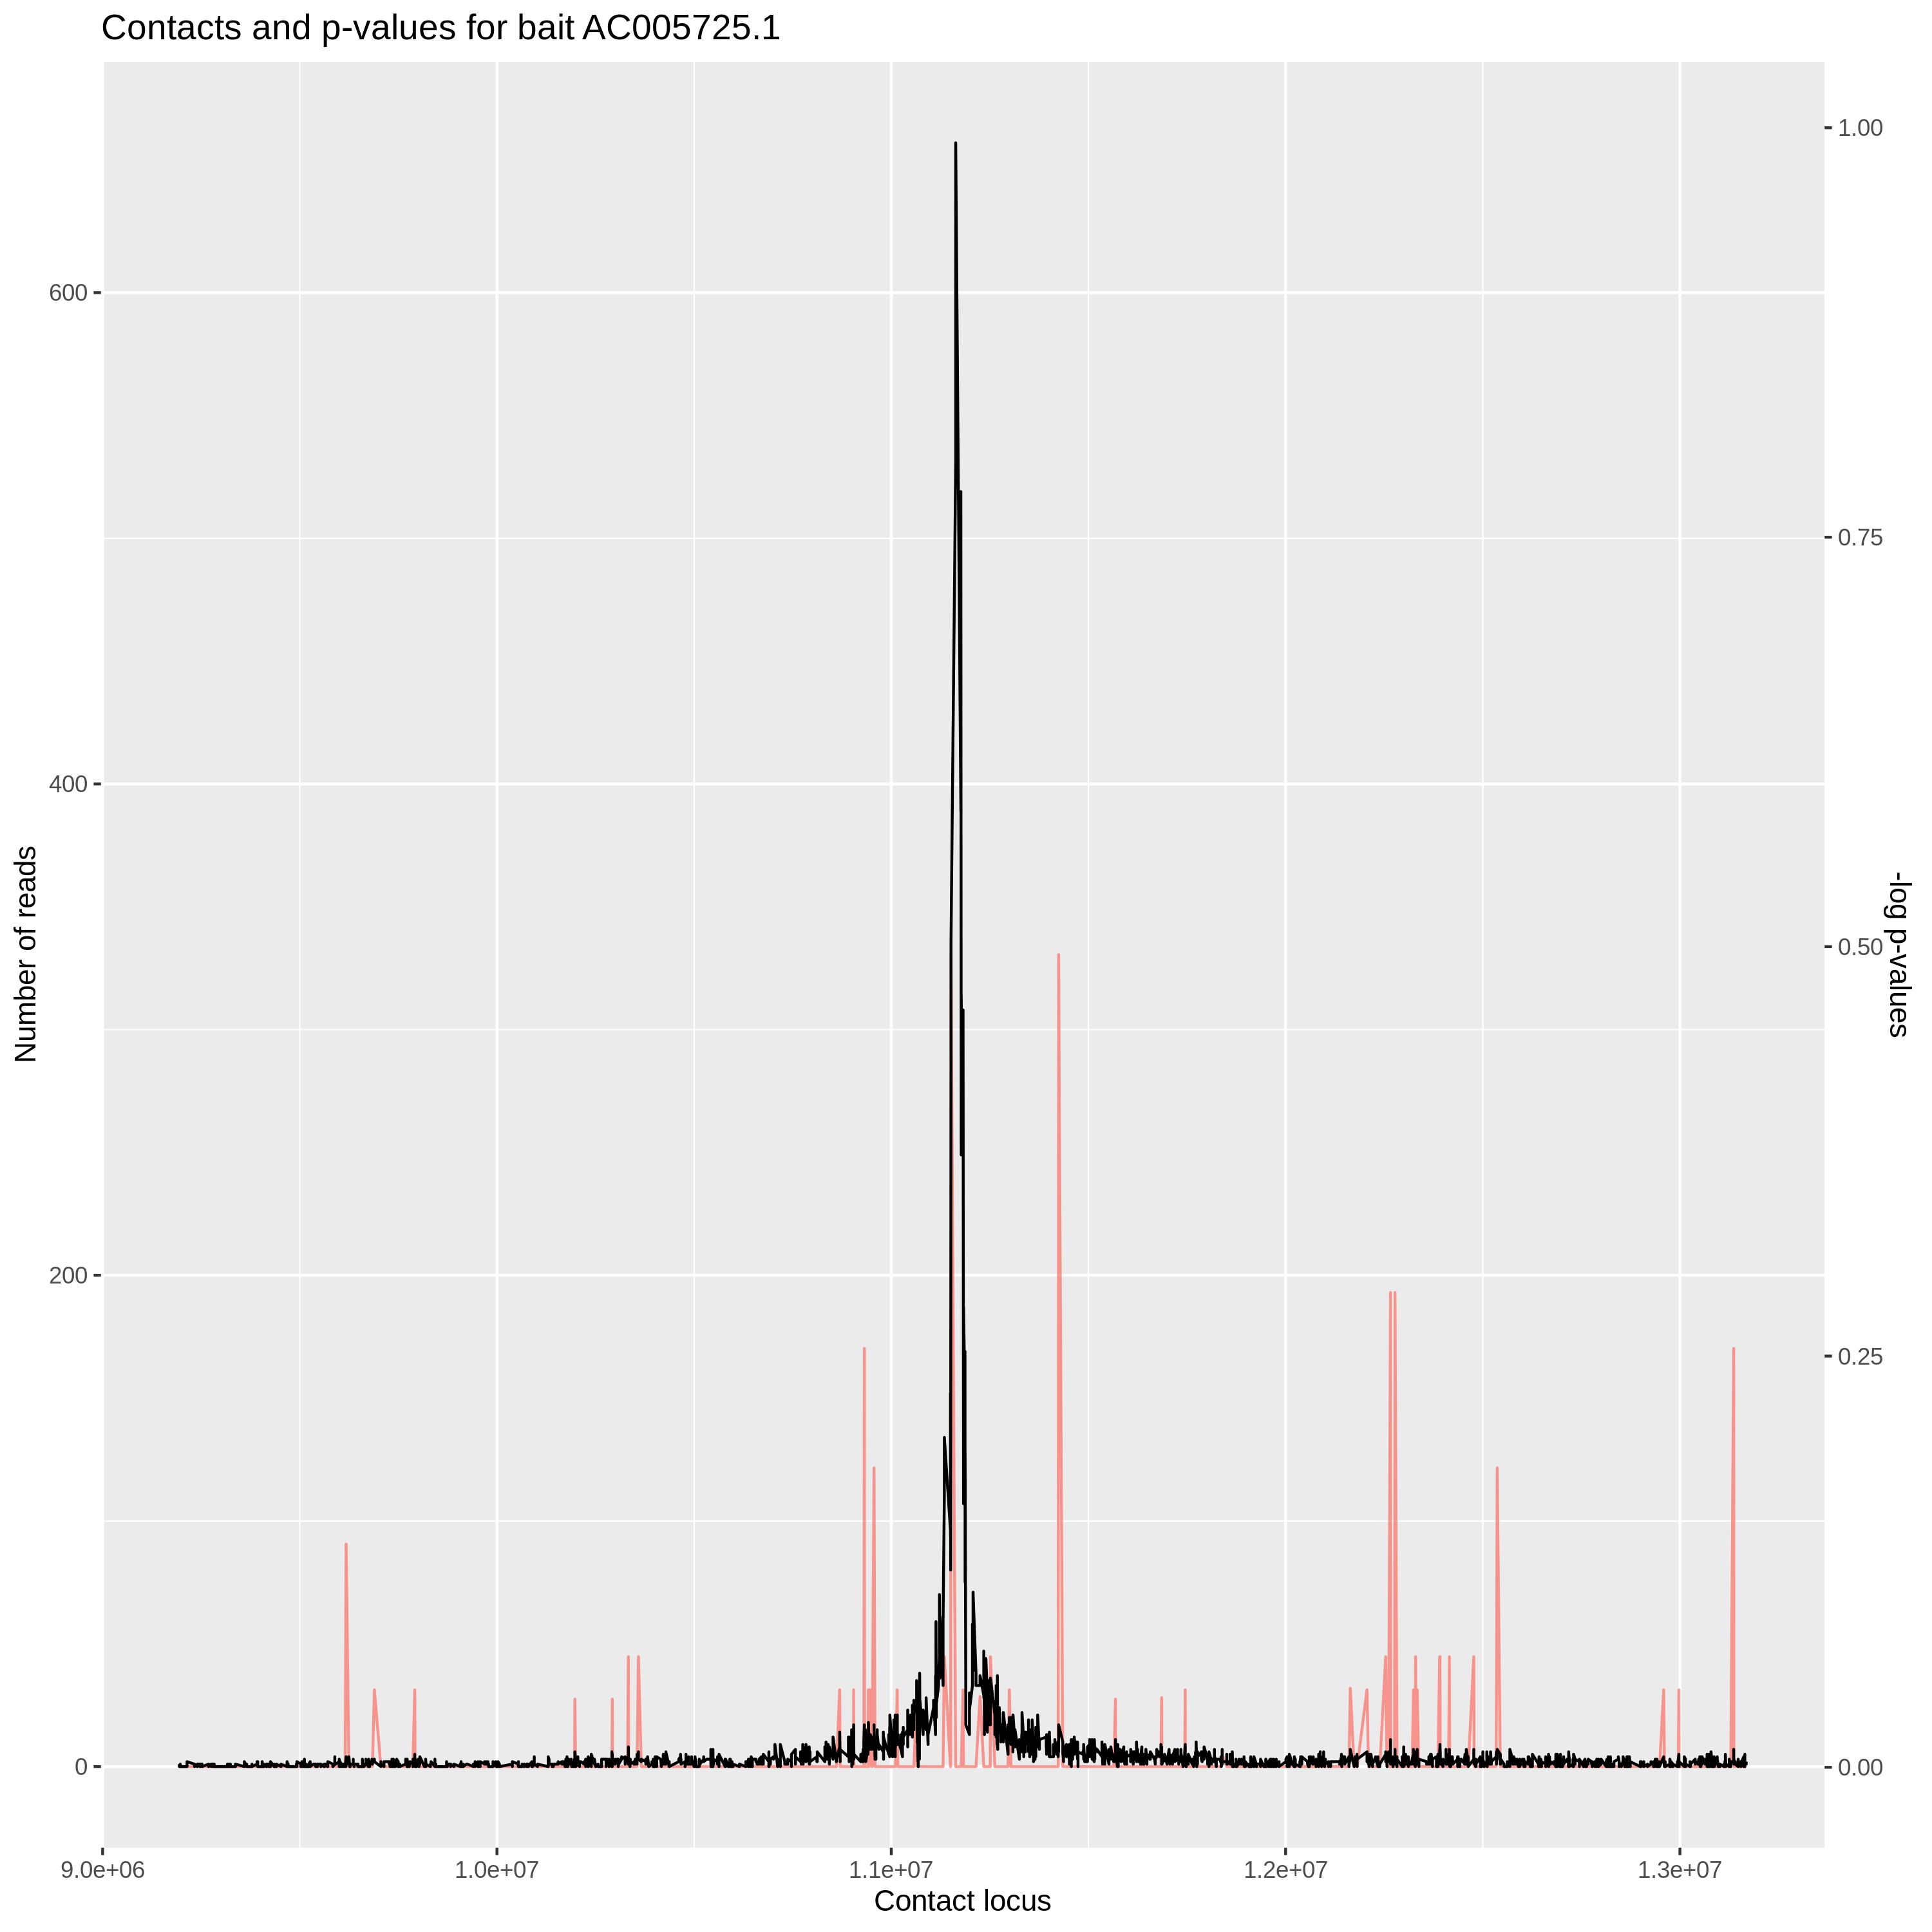 Contacts and p-values for bait AC005725.1
600
400
200
0
Number of reads
1.00
0.75
0.50
0.25
0.00
-log p-values
9.0e+06
1.0e+07
1.1e+07
1.2e+07
1.3e+07
Contact locus